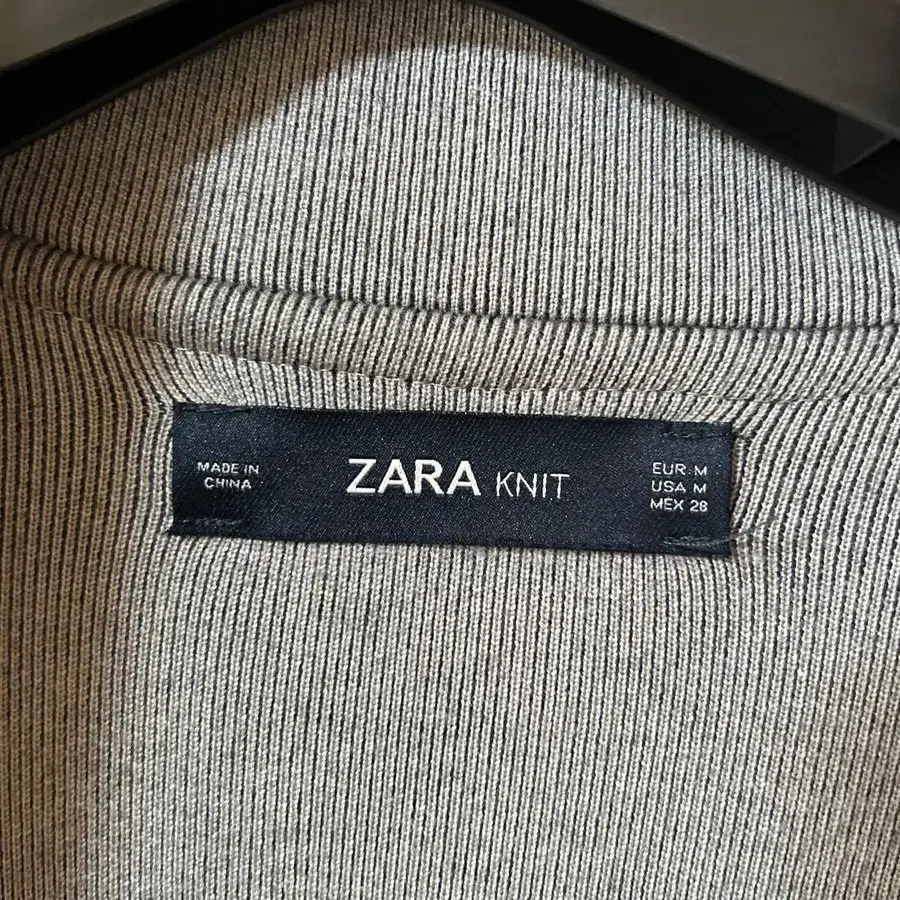 MADE IN
CHINA
ZARA KNIT
EUR M
USA M
MEX 28